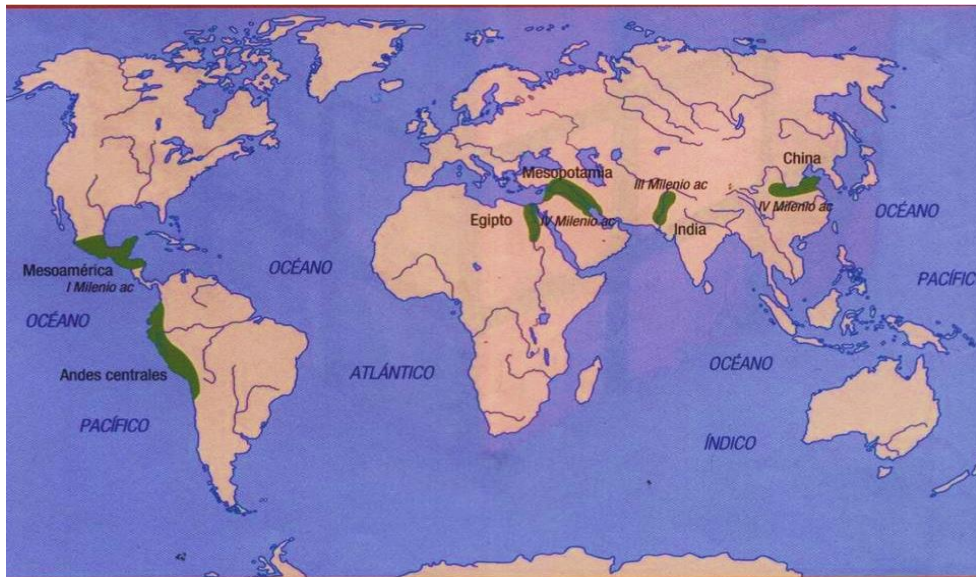 China
Mesopotamia
III Milenio ac
IV Milenio ac
OCÉANO
Egipto
IV Milenio ac
India
Mesoamérica
I Milenio ac
OCÉANO
PACÍFICO
OCÉANO
OCÉANO
Andes centrales
ATLÁNTICO
PACÍFICO
ÍNDICO